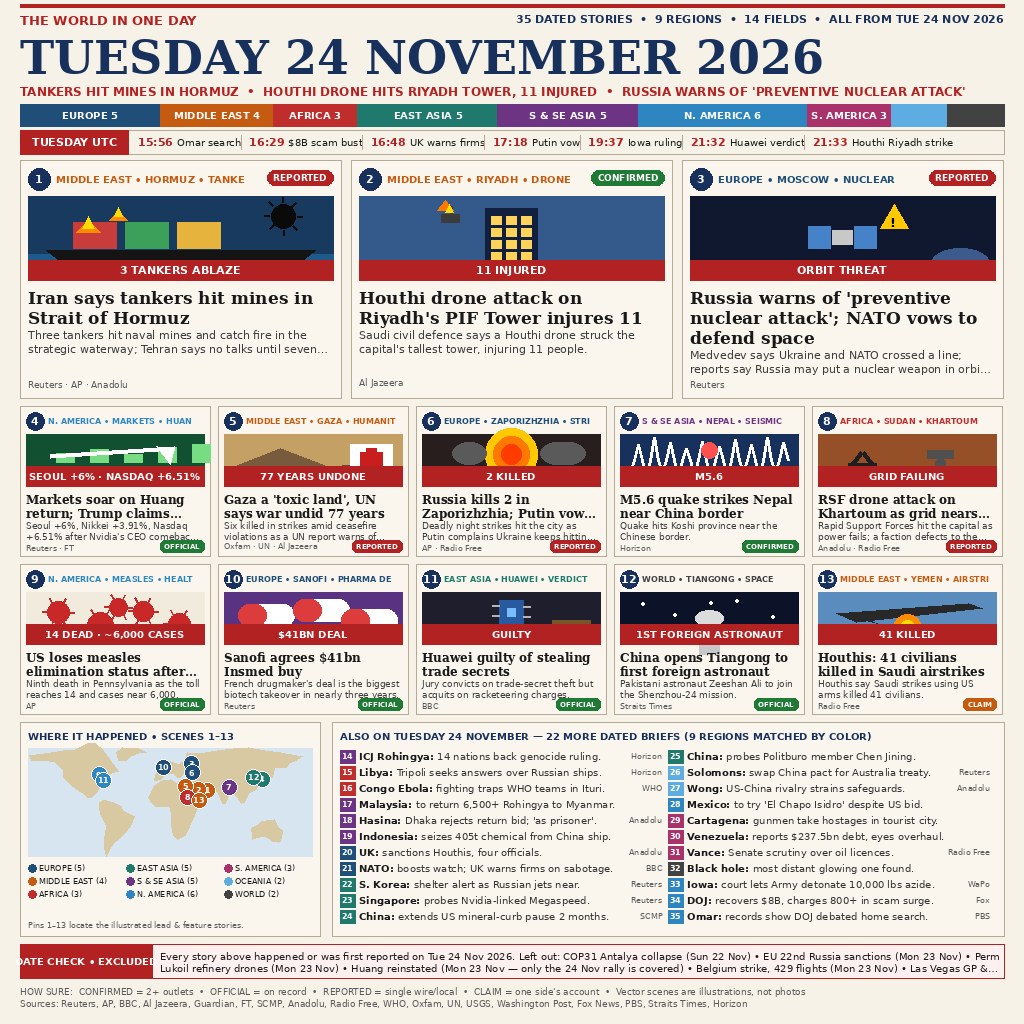 THE WORLD IN ONE DAY
35 DATED STORIES • 9 REGIONS • 14 FIELDS • ALL FROM TUE 24 NOV 2026
TUESDAY 24 NOVEMBER 2026
TANKERS HIT MINES IN HORMUZ • HOUTHI DRONE HITS RIYADH TOWER, 11 INJURED • RUSSIA WARNS OF 'PREVENTIVE NUCLEAR ATTACK'
EUROPE 5 MIDDLE EAST 4 AFRICA 3 EAST ASIA 5 S & SE ASIA 5 N. AMERICA 6 S. AMERICA 3
TUESDAY UTC 15:56 Omar search 16:29 $8B scam bust 16:48 UK warns firms 17:18 Putin vow 19:37 Iowa ruling 21:32 Huawei verdict 21:33 Houthi Riyadh strike
1 MIDDLE EAST • HORMUZ • TANKE REPORTED
3 TANKERS ABLAZE
Iran says tankers hit mines in
Strait of Hormuz
Three tankers hit naval mines and catch fire in the
strategic waterway; Tehran says no talks until seven...
Reuters · AP · Anadolu
2 MIDDLE EAST • RIYADH • DRONE CONFIRMED
11 INJURED
Houthi drone attack on
Riyadh's PIF Tower injures 11
Saudi civil defence says a Houthi drone struck the
capital's tallest tower, injuring 11 people.
Al Jazeera
3 EUROPE • MOSCOW • NUCLEAR REPORTED
!
ORBIT THREAT
Russia warns of 'preventive
nuclear attack'; NATO vows to
defend space
Medvedev says Ukraine and NATO crossed a line;
reports say Russia may put a nuclear weapon in orbi...
Reuters
4 N. AMERICA • MARKETS • HUAN
SEOUL +6% · NASDAQ +6.51%
Markets soar on Huang
return; Trump claims...
Seoul +6%, Nikkei +3.91%, Nasdaq
+6.51% after Nvidia's CEO comebac...
Reuters · FT OFFICIAL
5 MIDDLE EAST • GAZA • HUMANIT
77 YEARS UNDONE
Gaza a 'toxic land', UN
says war undid 77 years
Six killed in strikes amid ceasefire
violations as a UN report warns of...
Oxfam · UN · Al Jazeera REPORTED
6 EUROPE • ZAPORIZHZHIA • STRI
2 KILLED
Russia kills 2 in
Zaporizhzhia; Putin vow...
Deadly night strikes hit the city as
Putin complains Ukraine keeps hittin...
AP · Radio Free REPORTED
7 S & SE ASIA • NEPAL • SEISMIC
M5.6
M5.6 quake strikes Nepal
near China border
Quake hits Koshi province near the
Chinese border.
Horizon CONFIRMED
8 AFRICA • SUDAN • KHARTOUM
GRID FAILING
RSF drone attack on
Khartoum as grid nears...
Rapid Support Forces hit the capital as
power fails; a faction defects to the...
Anadolu · Radio Free REPORTED
9 N. AMERICA • MEASLES • HEALT
14 DEAD · ~6,000 CASES
US loses measles
elimination status after...
Ninth death in Pennsylvania as the toll
reaches 14 and cases near 6,000.
AP OFFICIAL
10 EUROPE • SANOFI • PHARMA DE
$41BN DEAL
Sanofi agrees $41bn
Insmed buy
French drugmaker's deal is the biggest
biotech takeover in nearly three years.
Reuters OFFICIAL
11 EAST ASIA • HUAWEI • VERDICT
GUILTY
Huawei guilty of stealing
trade secrets
Jury convicts on trade-secret theft but
acquits on racketeering charges.
BBC OFFICIAL
12 WORLD • TIANGONG • SPACE
1ST FOREIGN ASTRONAUT
China opens Tiangong to
first foreign astronaut
Pakistani astronaut Zeeshan Ali to join
the Shenzhou-24 mission.
Straits Times OFFICIAL
13 MIDDLE EAST • YEMEN • AIRSTRI
41 KILLED
Houthis: 41 civilians
killed in Saudi airstrikes
Houthis say Saudi strikes using US
arms killed 41 civilians.
Radio Free CLAIM
WHERE IT HAPPENED • SCENES 1–13
11 10 3 6 5 2 1 8 13 7 12
EUROPE (5) EAST ASIA (5) S. AMERICA (3)
MIDDLE EAST (4) S & SE ASIA (5) OCEANIA (2)
AFRICA (3) N. AMERICA (6) WORLD (2)
Pins 1–13 locate the illustrated lead & feature stories.
ALSO ON TUESDAY 24 NOVEMBER — 22 MORE DATED BRIEFS (9 REGIONS MATCHED BY COLOR)
14 ICJ Rohingya: 14 nations back genocide ruling. Horizon
15 Libya: Tripoli seeks answers over Russian ships. Horizon
16 Congo Ebola: fighting traps WHO teams in Ituri. WHO
17 Malaysia: to return 6,500+ Rohingya to Myanmar.
18 Hasina: Dhaka rejects return bid; 'as prisoner'. Anadolu
19 Indonesia: seizes 405t chemical from China ship.
20 UK: sanctions Houthis, four officials. Anadolu
21 NATO: boosts watch; UK warns firms on sabotage. BBC
22 S. Korea: shelter alert as Russian jets near. Reuters
23 Singapore: probes Nvidia-linked Megaspeed. Reuters
24 China: extends US mineral-curb pause 2 months. SCMP
25 China: probes Politburo member Chen Jining.
26 Solomons: swap China pact for Australia treaty. Reuters
27 Wong: US-China rivalry strains safeguards. Anadolu
28 Mexico: to try 'El Chapo Isidro' despite US bid.
29 Cartagena: gunmen take hostages in tourist city.
30 Venezuela: reports $237.5bn debt, eyes overhaul.
31 Vance: Senate scrutiny over oil licences. Radio Free
32 Black hole: most distant glowing one found.
33 Iowa: court lets Army detonate 10,000 lbs azide. WaPo
34 DOJ: recovers $8B, charges 800+ in scam surge. Fox
35 Omar: records show DOJ debated home search. PBS
DATE CHECK • EXCLUDED
Every story above happened or was first reported on Tue 24 Nov 2026. Left out: COP31 Antalya collapse (Sun 22 Nov) • EU 22nd Russia sanctions (Mon 23 Nov) • Perm
Lukoil refinery drones (Mon 23 Nov) • Huang reinstated (Mon 23 Nov — only the 24 Nov rally is covered) • Belgium strike, 429 flights (Mon 23 Nov) • Las Vegas GP &...
HOW SURE: CONFIRMED = 2+ outlets • OFFICIAL = on record • REPORTED = single wire/local • CLAIM = one side's account • Vector scenes are illustrations, not photos
Sources: Reuters, AP, BBC, Al Jazeera, Guardian, FT, SCMP, Anadolu, Radio Free, WHO, Oxfam, UN, USGS, Washington Post, Fox News, PBS, Straits Times, Horizon